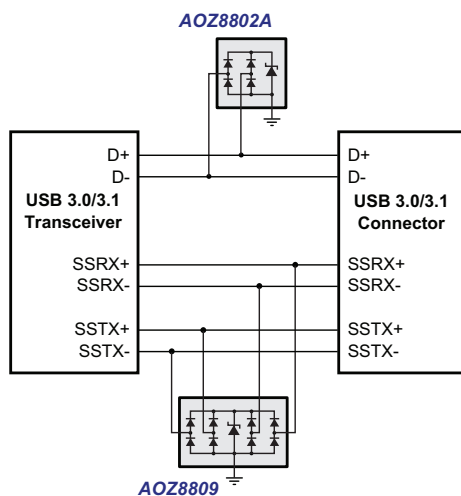 AOZ8802A
D+
D-
USB 3.0/3.1
Transceiver
SSRX+
SSRX-
SSTX+
SSTX-
D+
D-
USB 3.0/3.1
Connector
SSRX+
SSRX-
SSTX+
SSTX-
AOZ8809